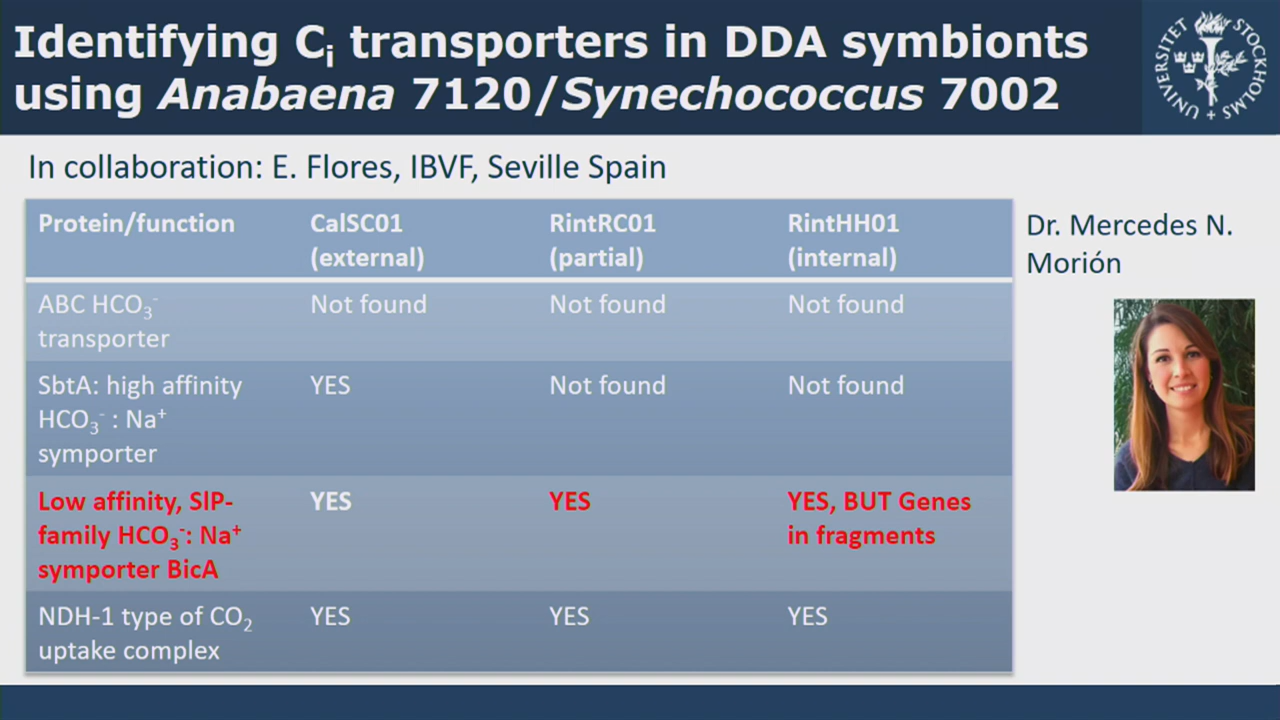 Identifying Cᵢ transporters in DDA symbionts
using Anabaena 7120/Synechococcus 7002
UNIVERSITET STOCKHOLMS
In collaboration: E. Flores, IBVF, Seville Spain
Protein/function
CalSC01
(external)
RintRC01
(partial)
RintHH01
(internal)
ABC HCO₃⁻
transporter
Not found
Not found
Not found
SbtA: high affinity
HCO₃⁻ : Na⁺
symporter
YES
Not found
Not found
Low affinity, SlP-
family HCO₃⁻: Na⁺
symporter BicA
YES
YES
YES, BUT Genes
in fragments
NDH-1 type of CO₂
uptake complex
YES
YES
YES
Dr. Mercedes N.
Morión